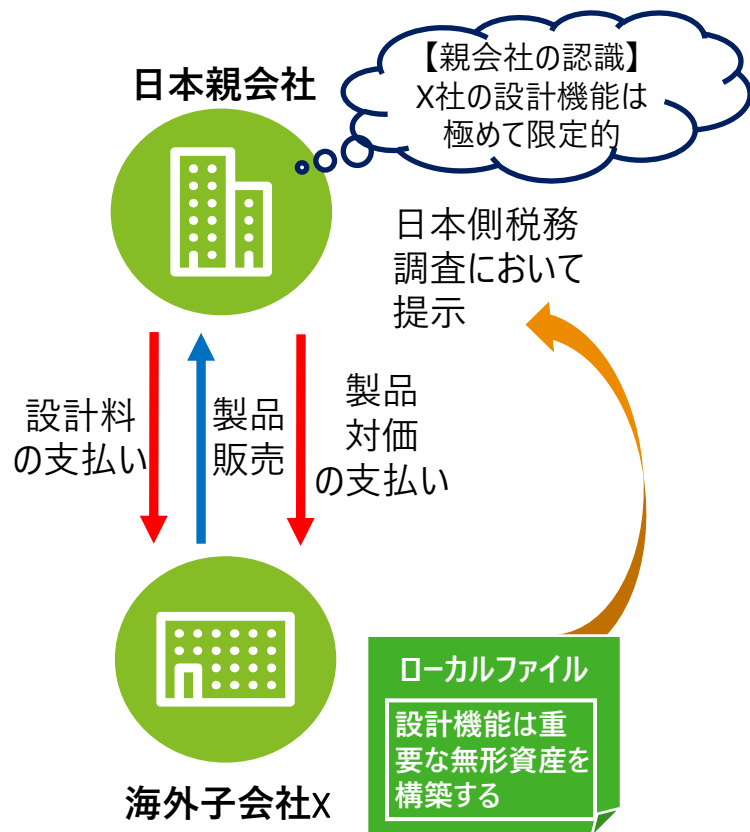 【親会社の認識】
X社の設計機能は
極めて限定的
日本親会社
日本側税務
調査において
提示
設計料
の支払い
製品
販売
製品
対価
の支払い
ローカルファイル
設計機能は重
要な無形資産を
構築する
海外子会社X